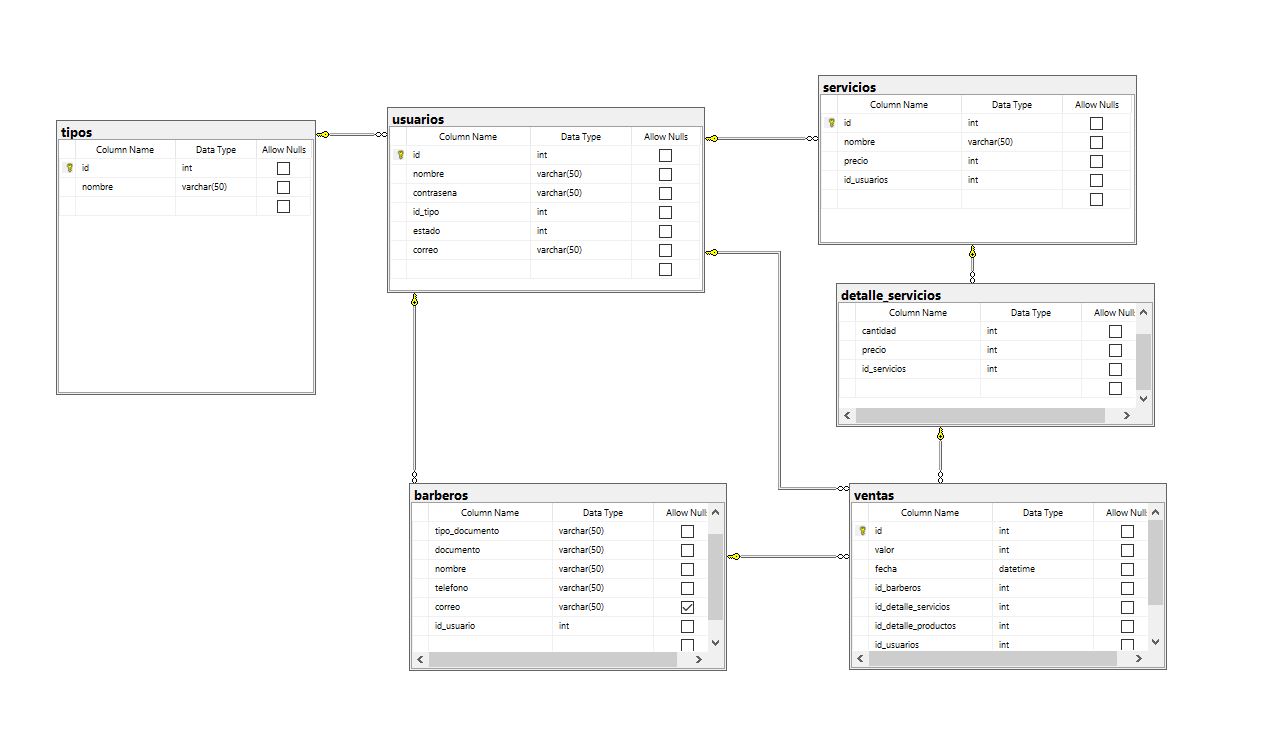 tipos
Column Name Data Type Allow Nulls
id int
nombre varchar(50)
usuarios
Column Name Data Type Allow Nulls
id int
nombre varchar(50)
contrasena varchar(50)
id_tipo int
estado int
correo varchar(50)
servicios
Column Name Data Type Allow Nulls
id int
nombre varchar(50)
precio int
id_usuarios int
detalle_servicios
Column Name Data Type Allow Null
cantidad int
precio int
id_servicios int
barberos
Column Name Data Type Allow Null
tipo_documento varchar(50)
documento varchar(50)
nombre varchar(50)
telefono varchar(50)
correo varchar(50)
id_usuario int
ventas
Column Name Data Type Allow Null
id int
valor int
fecha datetime
id_barberos int
id_detalle_servicios int
id_detalle_productos int
id_usuarios int